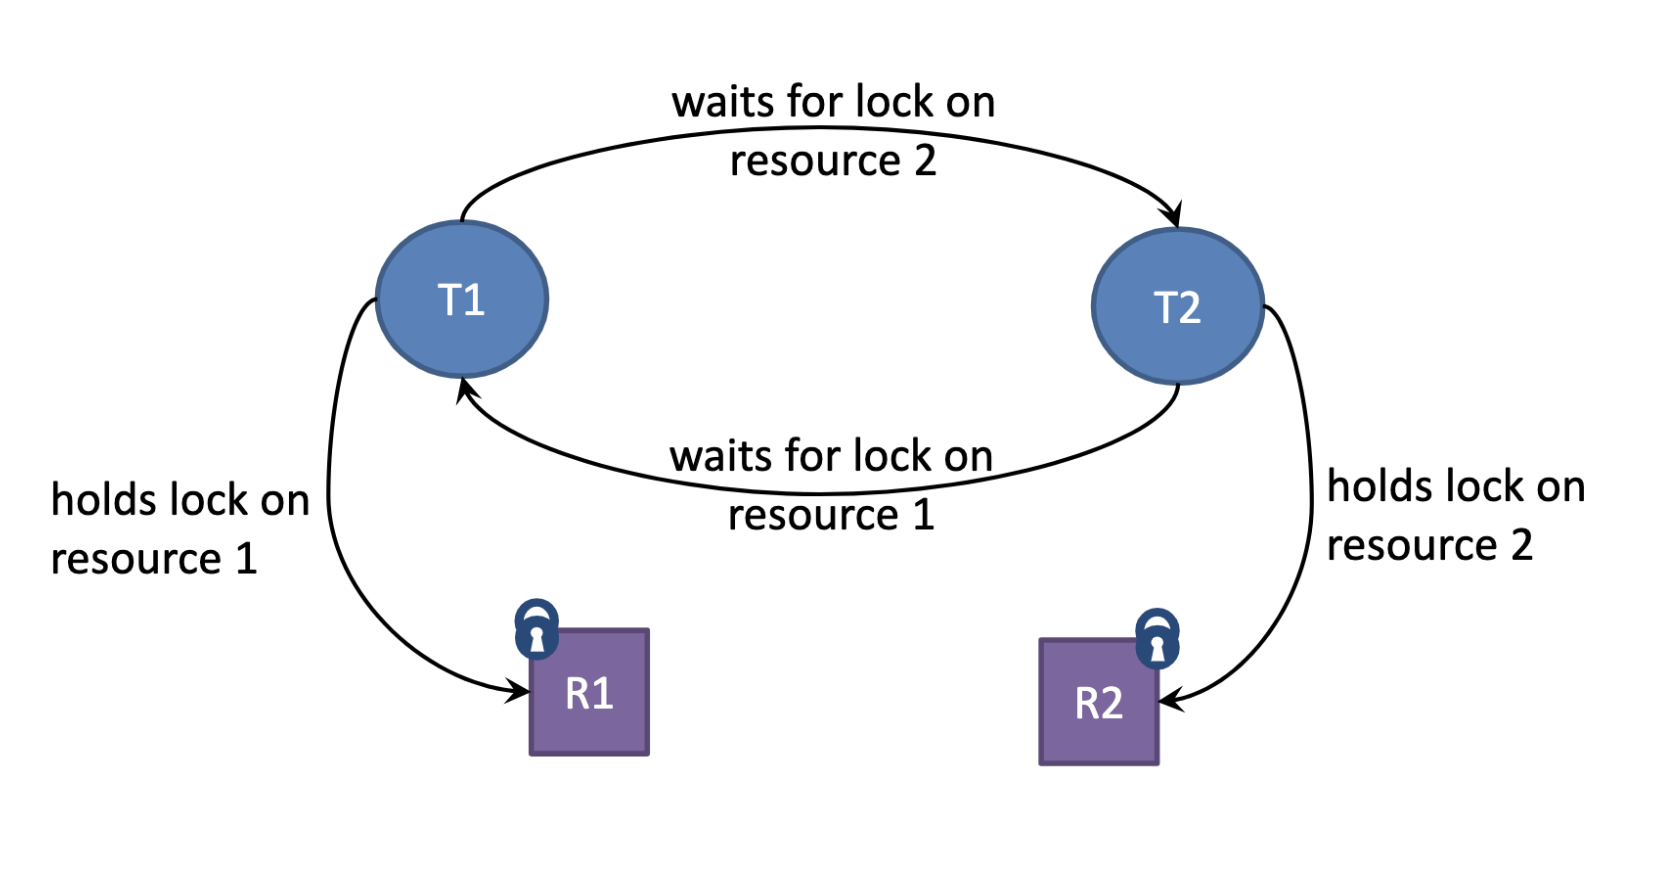 waits for lock on
resource 2
T1
T2
waits for lock on
resource 1
holds lock on
resource 1
holds lock on
resource 2
R1
R2